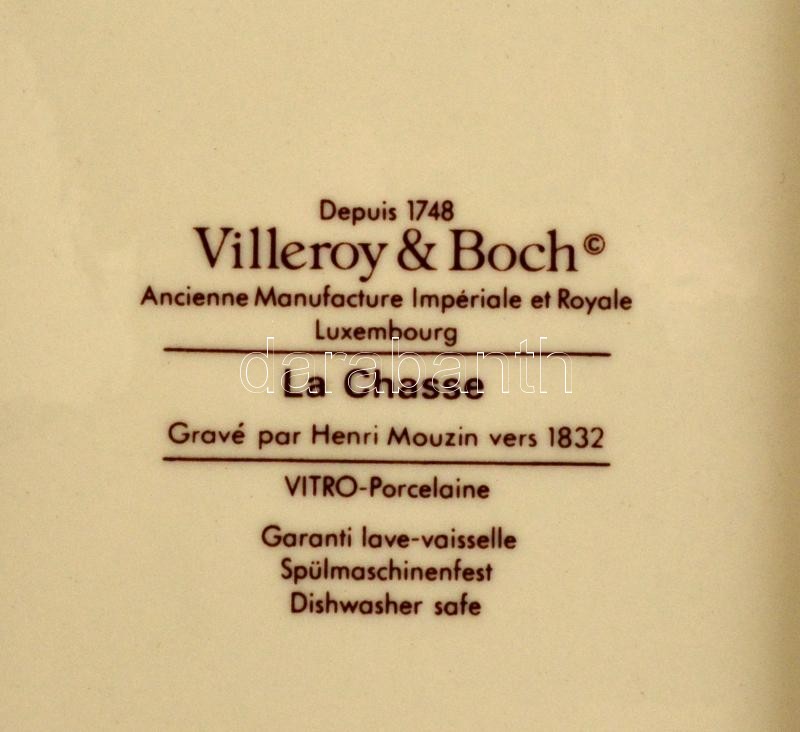 Depuis 1748
Villeroy & Boch©
Ancienne Manufacture Impériale et Royale
Luxembourg
darabanth
La Chasse
Gravé par Henri Mouzin vers 1832
VITRO-Porcelaine
Garanti lave-vaisselle
Spülmaschinenfest
Dishwasher safe